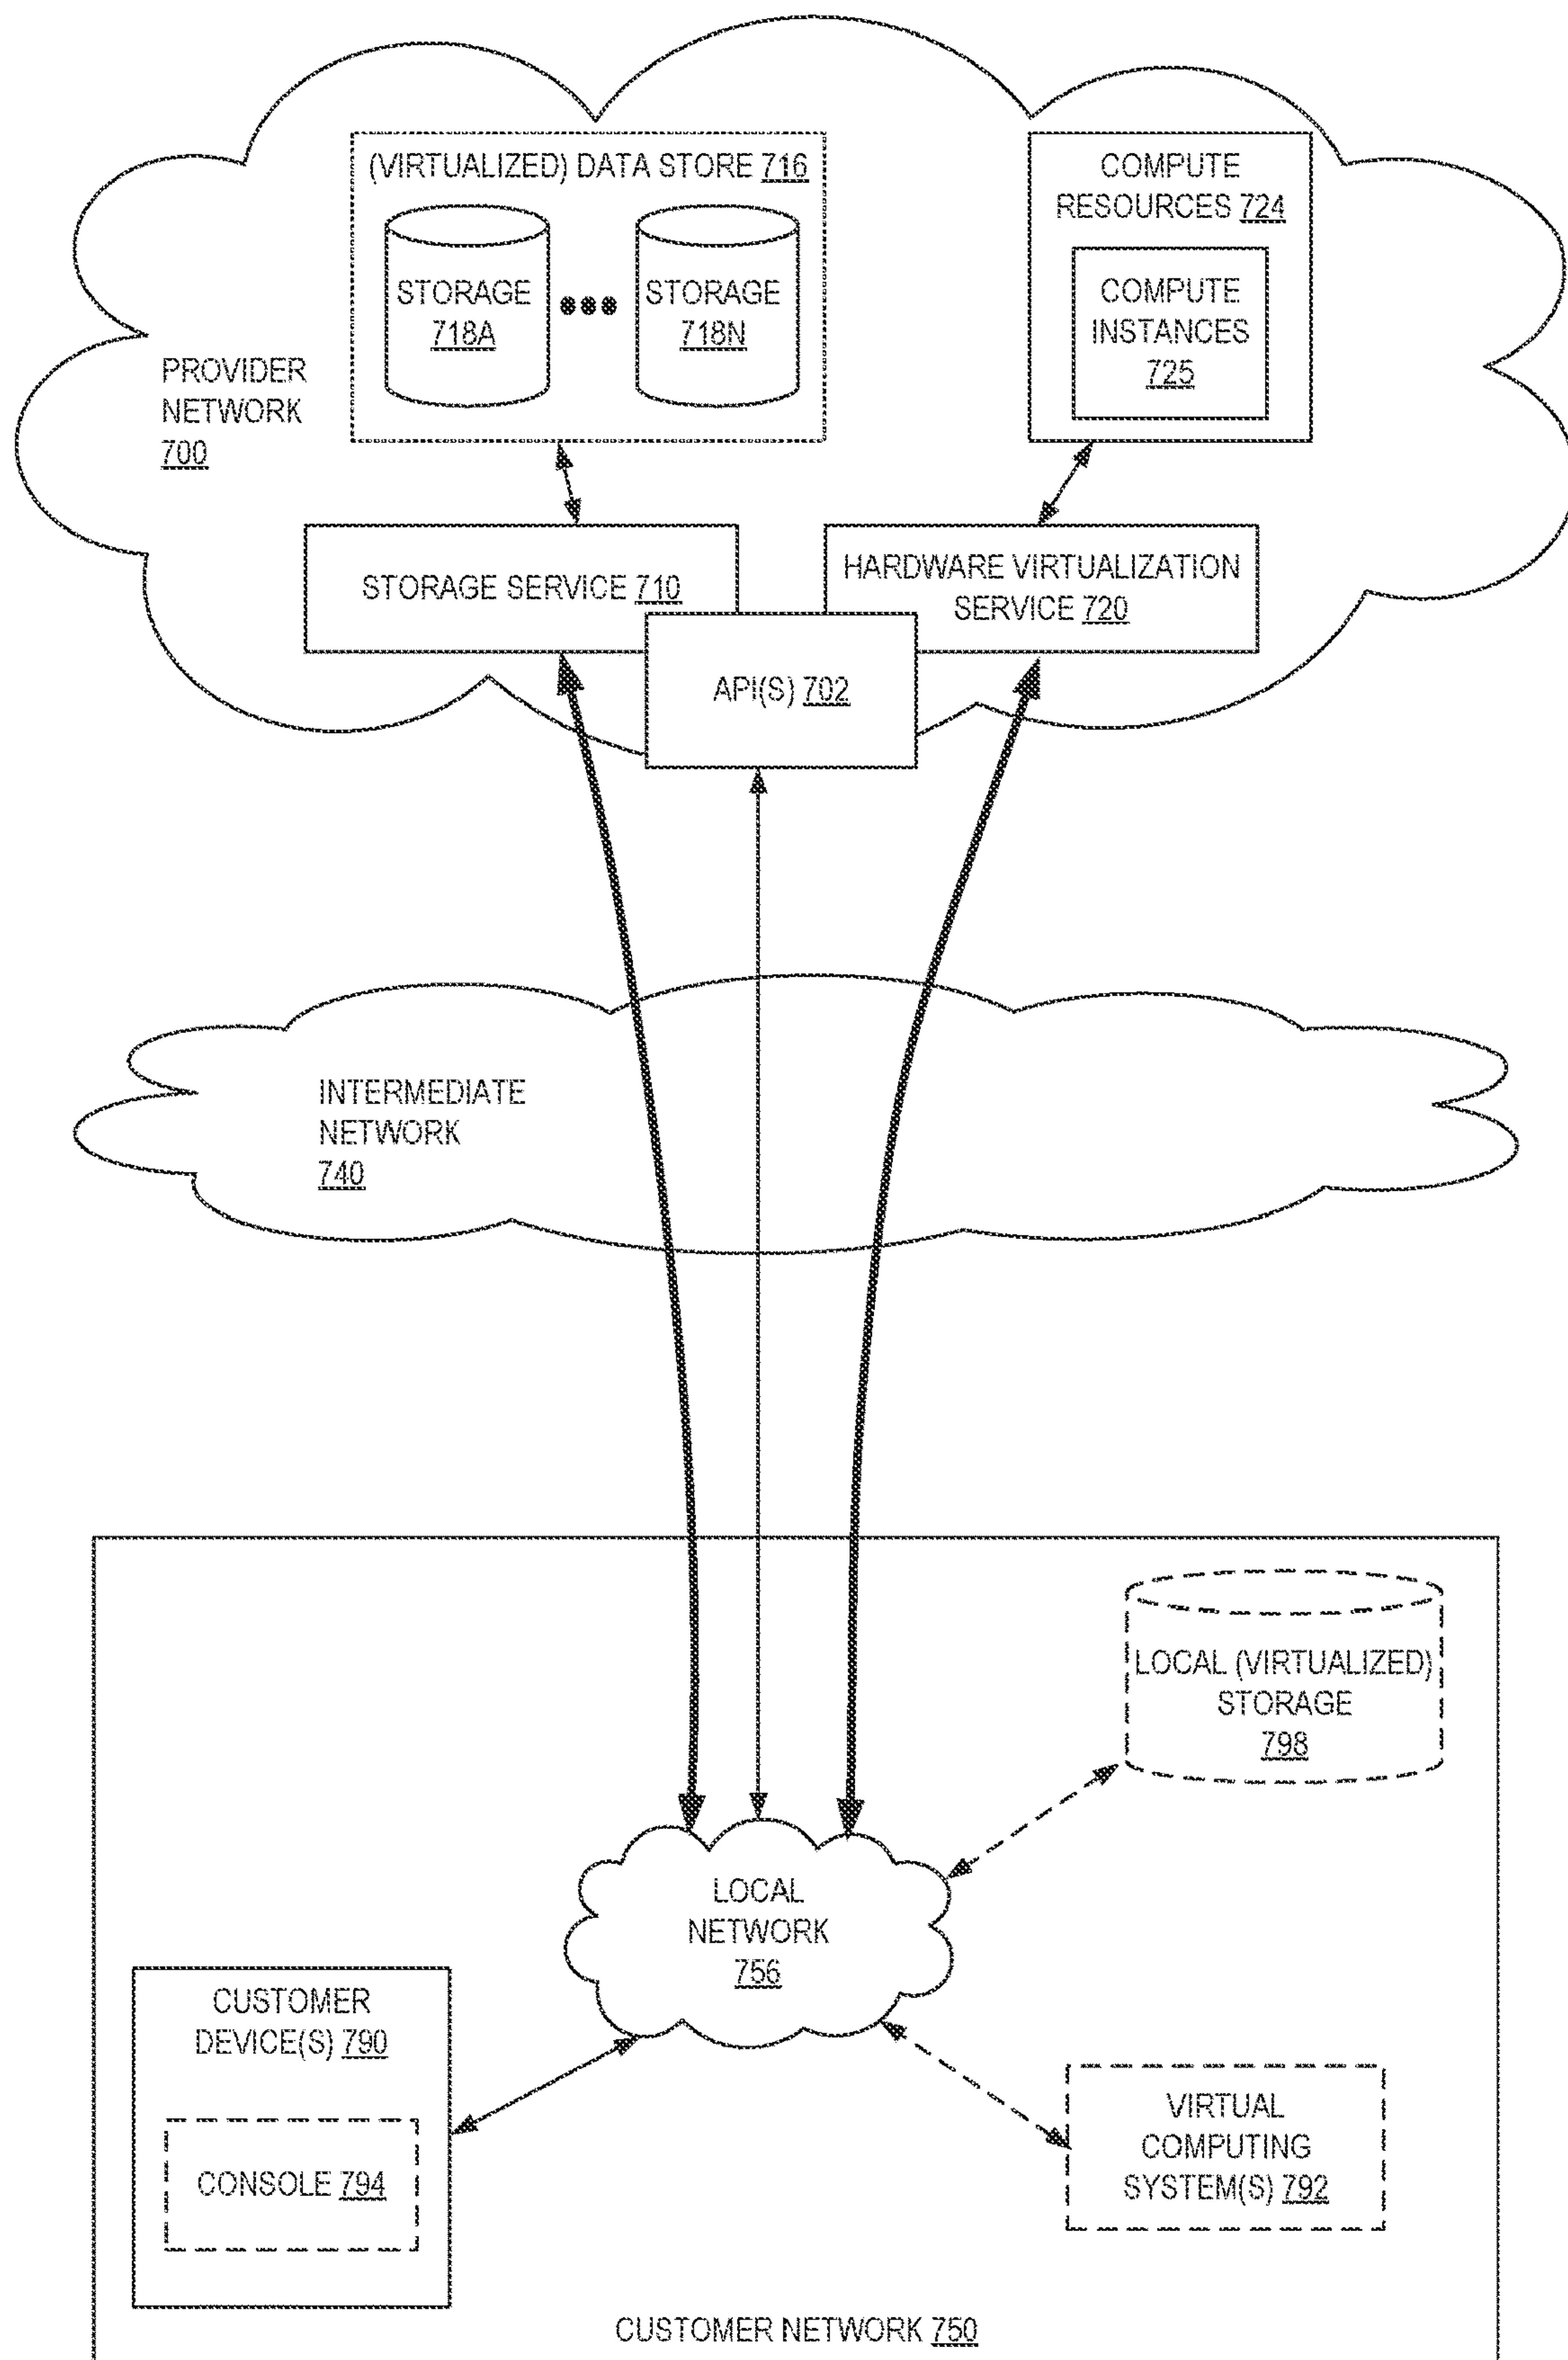 (VIRTUALIZED) DATA STORE 716
STORAGE
718A
STORAGE
718N
COMPUTE
RESOURCES 724
COMPUTE
INSTANCES
725
PROVIDER
NETWORK
700
STORAGE SERVICE 710
HARDWARE VIRTUALIZATION
SERVICE 720
API(S) 702
INTERMEDIATE
NETWORK
740
LOCAL (VIRTUALIZED)
STORAGE
798
LOCAL
NETWORK
756
CUSTOMER
DEVICE(S) 790
CONSOLE 794
VIRTUAL
COMPUTING
SYSTEM(S) 792
CUSTOMER NETWORK 750